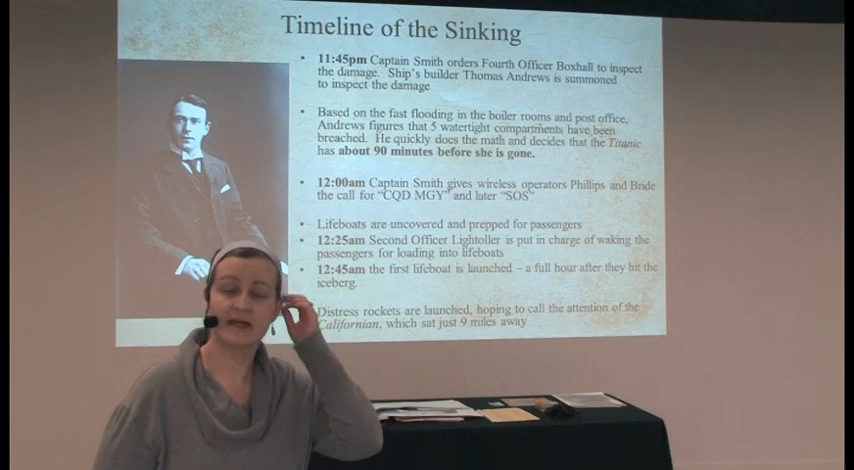 Timeline of the Sinking
• 11:45pm Captain Smith orders Fourth Officer Boxhall to inspect
the damage. Ship's builder Thomas Andrews is summoned
to inspect the damage
• Based on the fast flooding in the boiler rooms and post office,
Andrews figures that 5 watertight compartments have been
breached. He quickly does the math and decides that the Titanic
has about 90 minutes before she is gone.
• 12:00am Captain Smith gives wireless operators Phillips and Bride
the call for "CQD MGY" and later "SOS"
• Lifeboats are uncovered and prepped for passengers
• 12:25am Second Officer Lightoller is put in charge of waking the
passengers for loading into lifeboats
• 12:45am the first lifeboat is launched – a full hour after they hit the
iceberg.
Distress rockets are launched, hoping to call the attention of the
Californian, which sat just 9 miles away